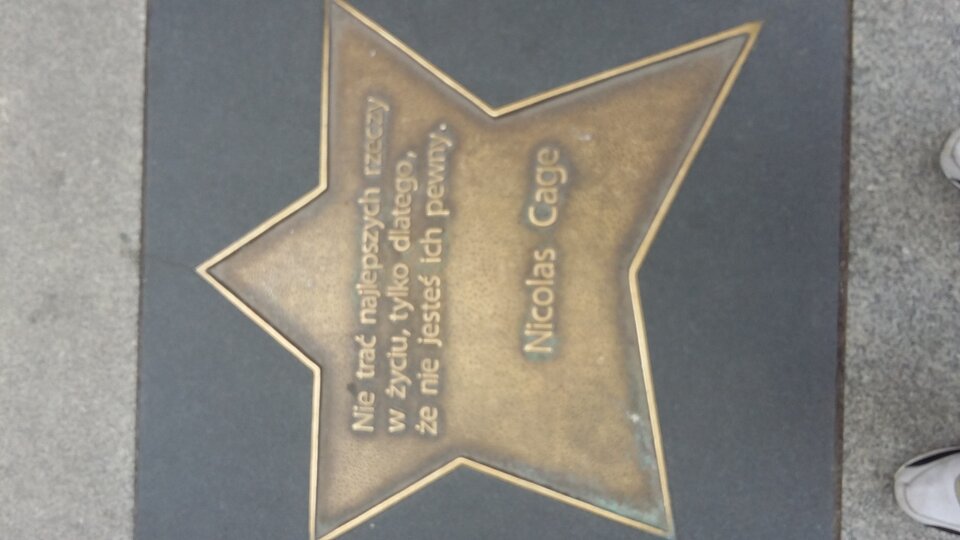 Nie trać najlepszych rzeczy
w życiu, tylko dlatego,
że nie jesteś ich pewny.
Nicolas Cage